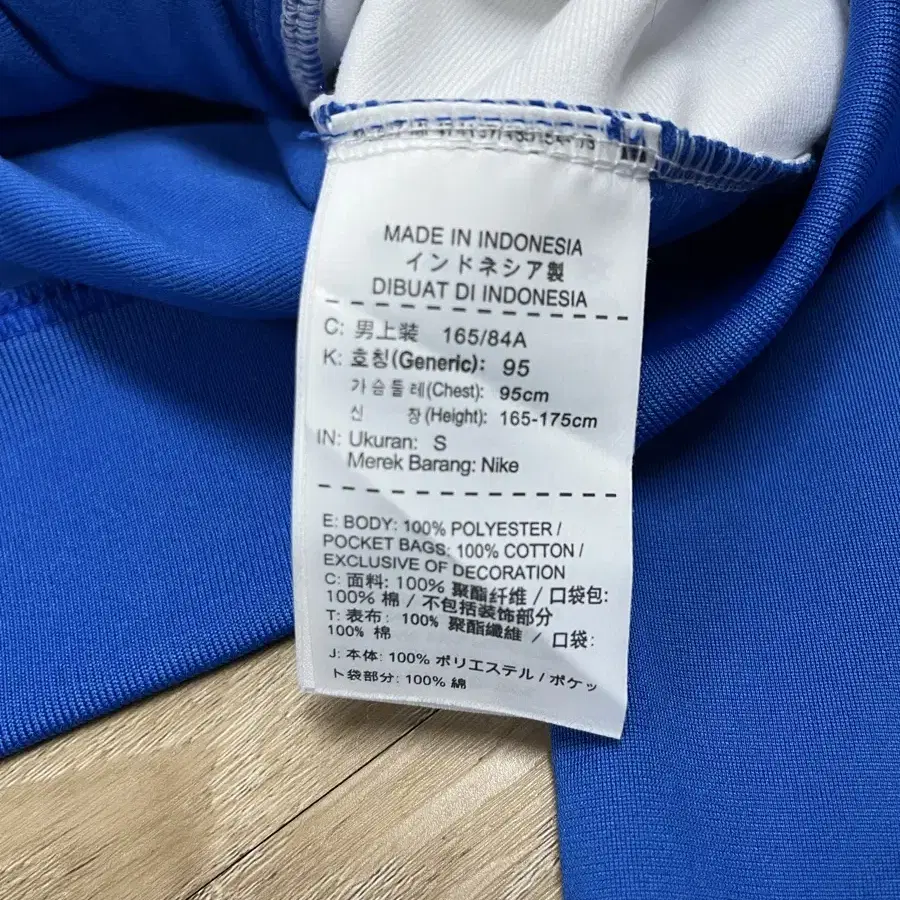 MADE IN INDONESIA
インドネシア製
DIBUAT DI INDONESIA
C: 男上装 165/84A
K: 호칭(Generic): 95
가슴둘레(Chest): 95cm
신 장(Height): 165-175cm
IN: Ukuran: S
Merek Barang: Nike
E: BODY: 100% POLYESTER /
POCKET BAGS: 100% COTTON /
EXCLUSIVE OF DECORATION
C: 面料: 100% 聚酯纤维 / 口袋包:
100% 棉 / 不包括装饰部分
T: 表布: 100% 聚酯纖維 / 口袋:
100% 棉
J: 本体: 100% ポリエステル / ポケッ
ト袋部分: 100% 綿